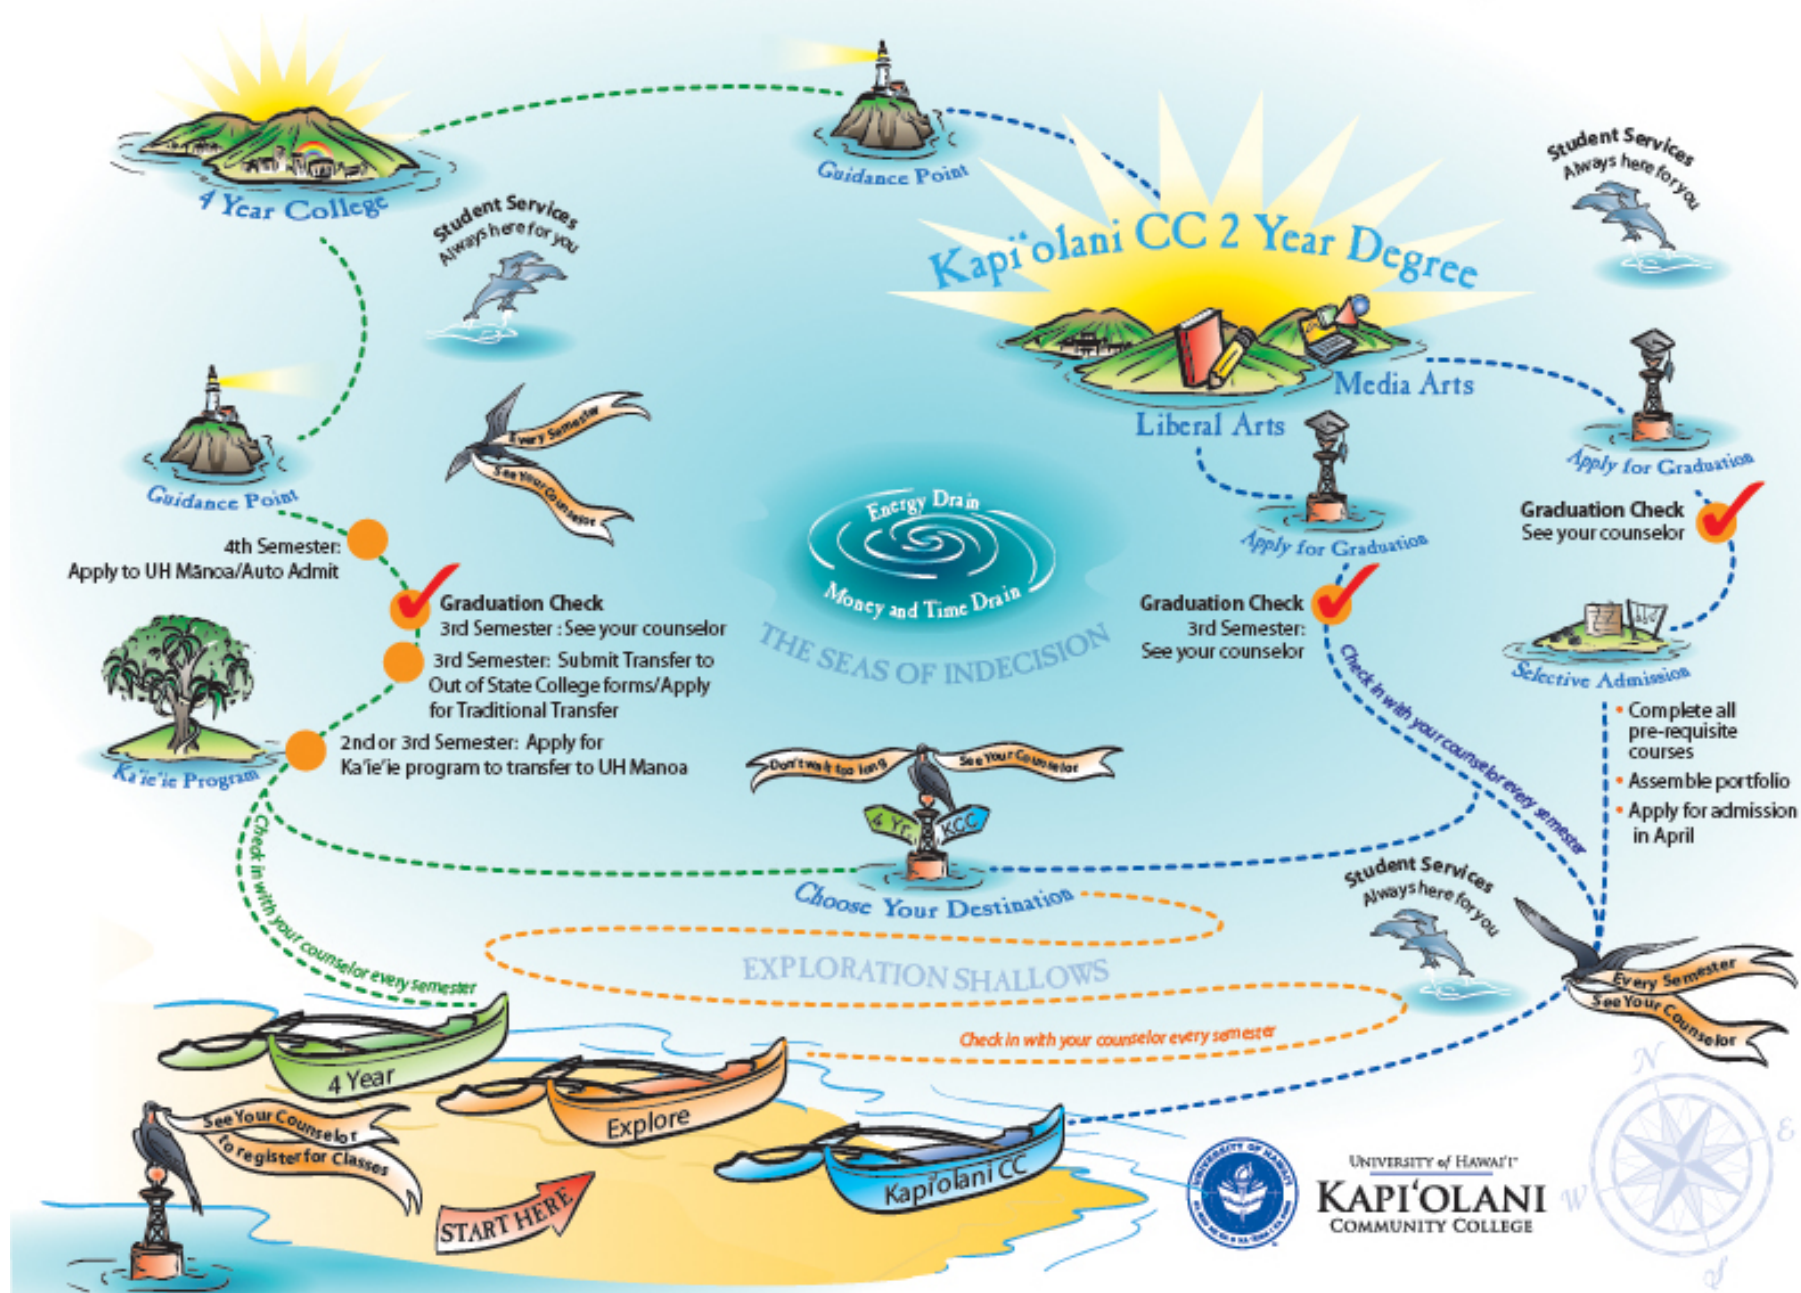 4 Year College
Guidance Point
Student Services
Always here for you
Kapi'olani CC 2 Year Degree
Student Services
Always here for you
Media Arts
Liberal Arts
Apply for Graduation
Graduation Check
See your counselor
Every Semester
See Your Counselor
Guidance Point
4th Semester:
Apply to UH Mānoa/Auto Admit
Graduation Check
3rd Semester : See your counselor
3rd Semester: Submit Transfer to
Out of State College forms/Apply
for Traditional Transfer
2nd or 3rd Semester: Apply for
Ka'ie'ie program to transfer to UH Manoa
Ka'ie'ie Program
Energy Drain
Money and Time Drain
THE SEAS OF INDECISION
Apply for Graduation
Graduation Check
3rd Semester:
See your counselor
Check in with your counselor every semester
Selective Admission
• Complete all
pre-requisite
courses
• Assemble portfolio
• Apply for admission
in April
Don't wait too long
See Your Counselor
4 Yr.
KCC
Choose Your Destination
Check in with your counselor every semester
EXPLORATION SHALLOWS
Student Services
Always here for you
Every Semester
See Your Counselor
Check in with your counselor every semester
4 Year
Explore
Kapi'olani CC
See Your Counselor
to register for Classes
START HERE
UNIVERSITY OF HAWAI'I
UNIVERSITY of HAWAI'I
KAPI'OLANI
COMMUNITY COLLEGE
N
E
W
S